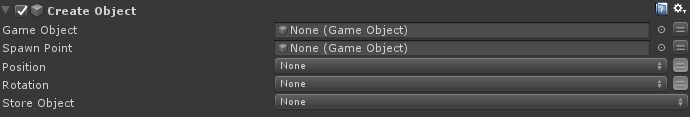 Create Object
Game Object None (Game Object)
Spawn Point None (Game Object)
Position None
Rotation None
Store Object None